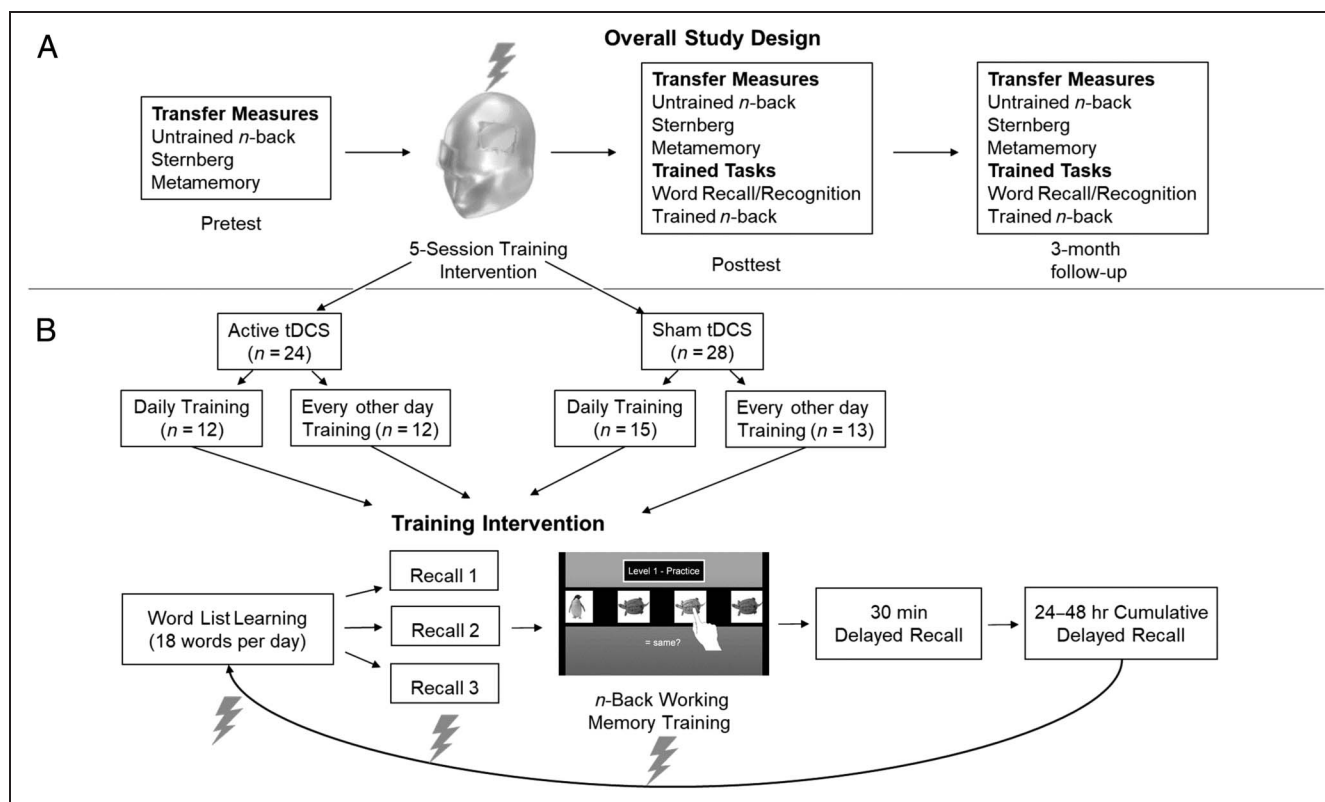 A
Overall Study Design
Transfer Measures
Untrained n-back
Sternberg
Metamemory
Pretest
5-Session Training
Intervention
Transfer Measures
Untrained n-back
Sternberg
Metamemory
Trained Tasks
Word Recall/Recognition
Trained n-back
Posttest
Transfer Measures
Untrained n-back
Sternberg
Metamemory
Trained Tasks
Word Recall/Recognition
Trained n-back
3-month
follow-up
B
Active tDCS
(n = 24)
Sham tDCS
(n = 28)
Daily Training
(n = 12)
Every other day
Training (n = 12)
Daily Training
(n = 15)
Every other day
Training (n = 13)
Training Intervention
Word List Learning
(18 words per day)
Recall 1
Recall 2
Recall 3
Level 1 - Practice
= same?
n-Back Working
Memory Training
30 min
Delayed Recall
24–48 hr Cumulative
Delayed Recall